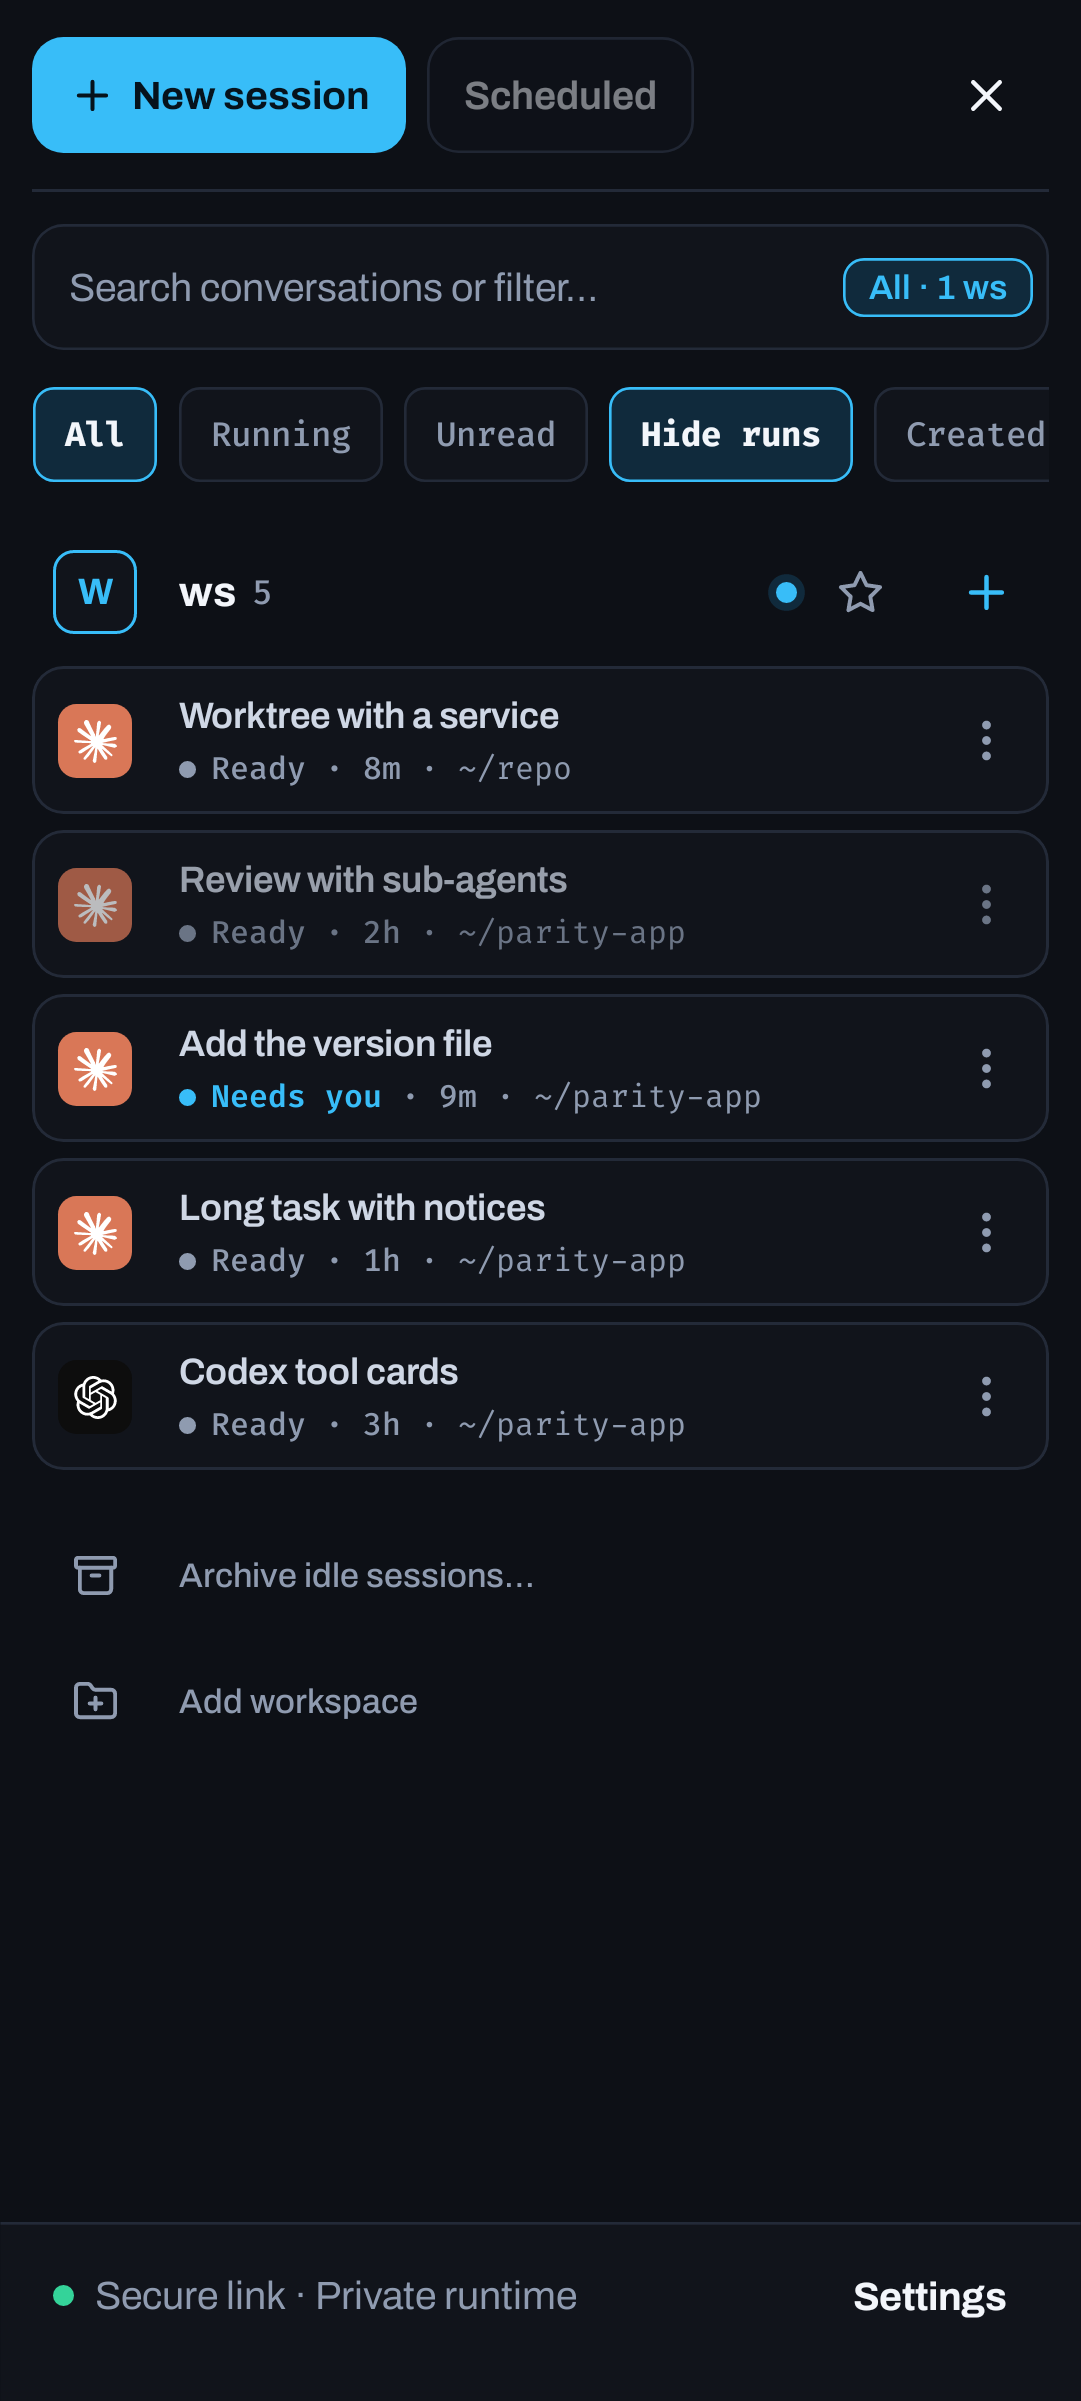 New session
Scheduled
Search conversations or filter...
All · 1 ws
All
Running
Unread
Hide runs
Created
W
ws 5
Worktree with a service
Ready · 8m · ~/repo
Review with sub-agents
Ready · 2h · ~/parity-app
Add the version file
Needs you · 9m · ~/parity-app
Long task with notices
Ready · 1h · ~/parity-app
Codex tool cards
Ready · 3h · ~/parity-app
Archive idle sessions...
Add workspace
Secure link · Private runtime
Settings